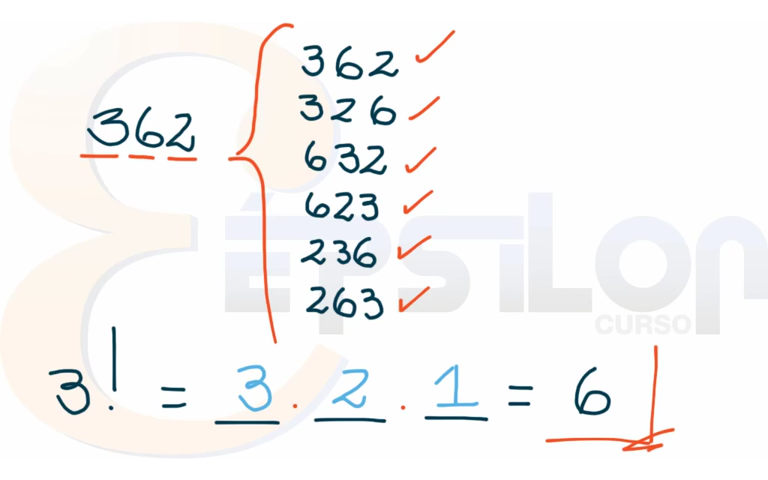 362
362
326
632
623
236
263
ÉPSILON
CURSO
3! = 3 . 2 . 1 = 6